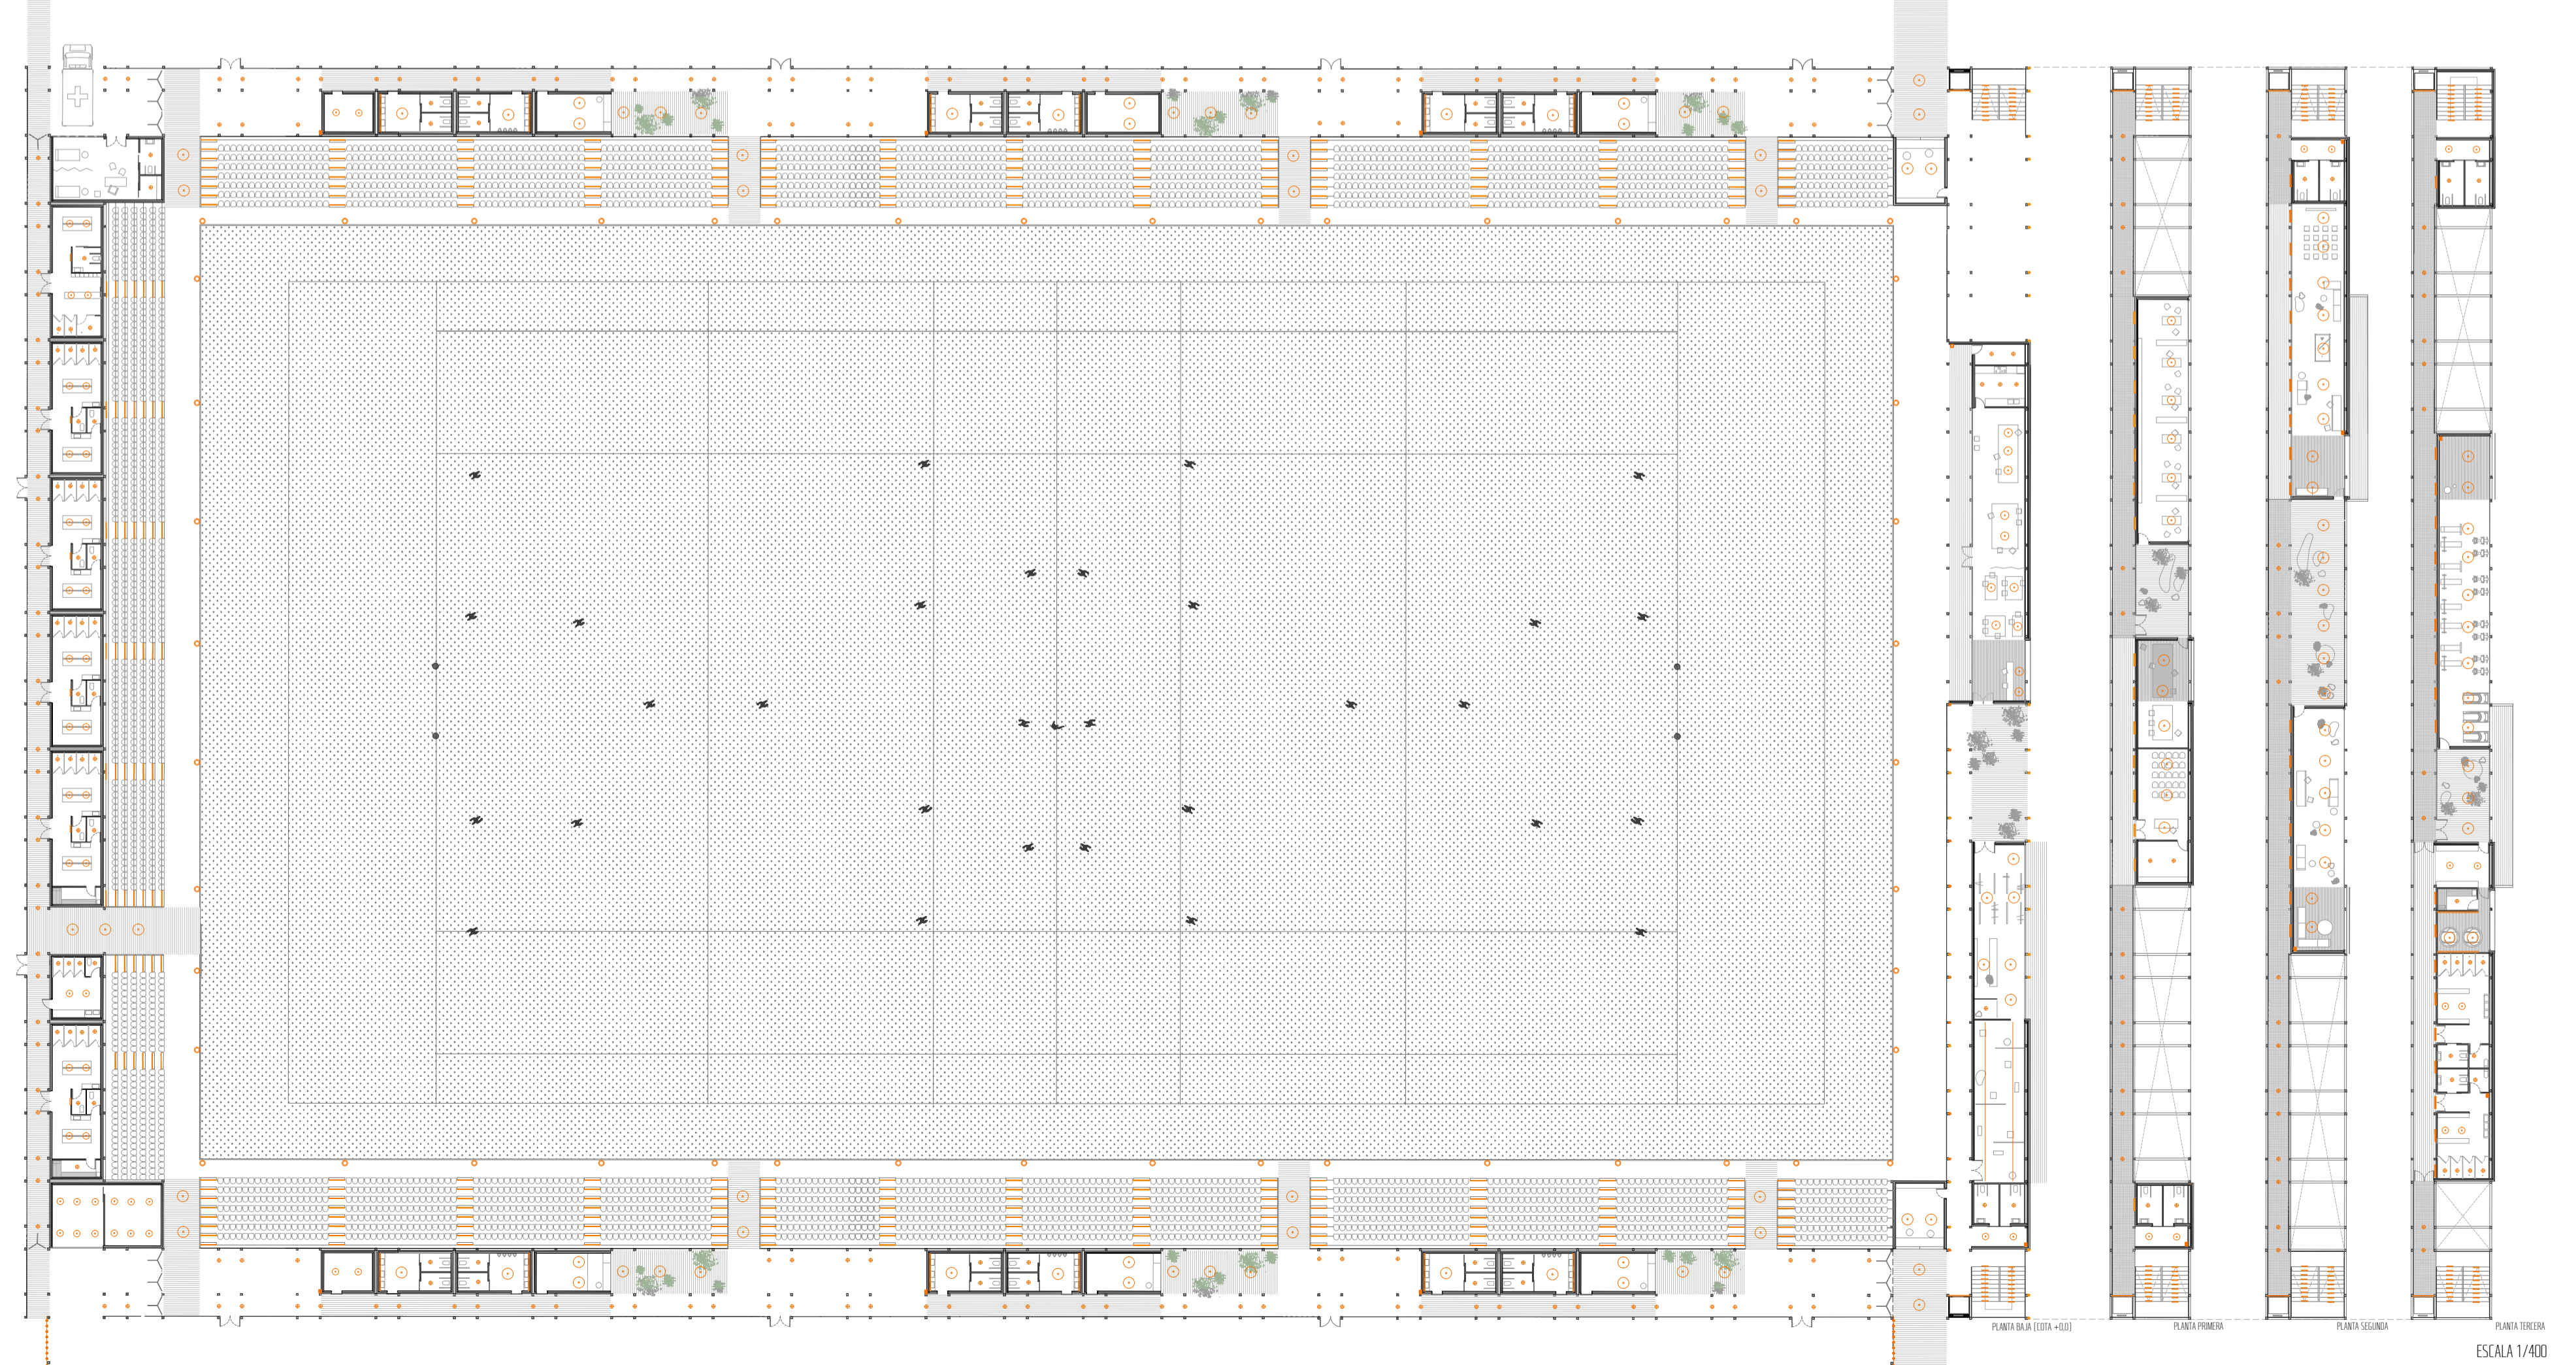 PLANTA BAJA (COTA +0,0)
PLANTA PRIMERA
PLANTA SEGUNDA
PLANTA TERCERA
ESCALA 1/400